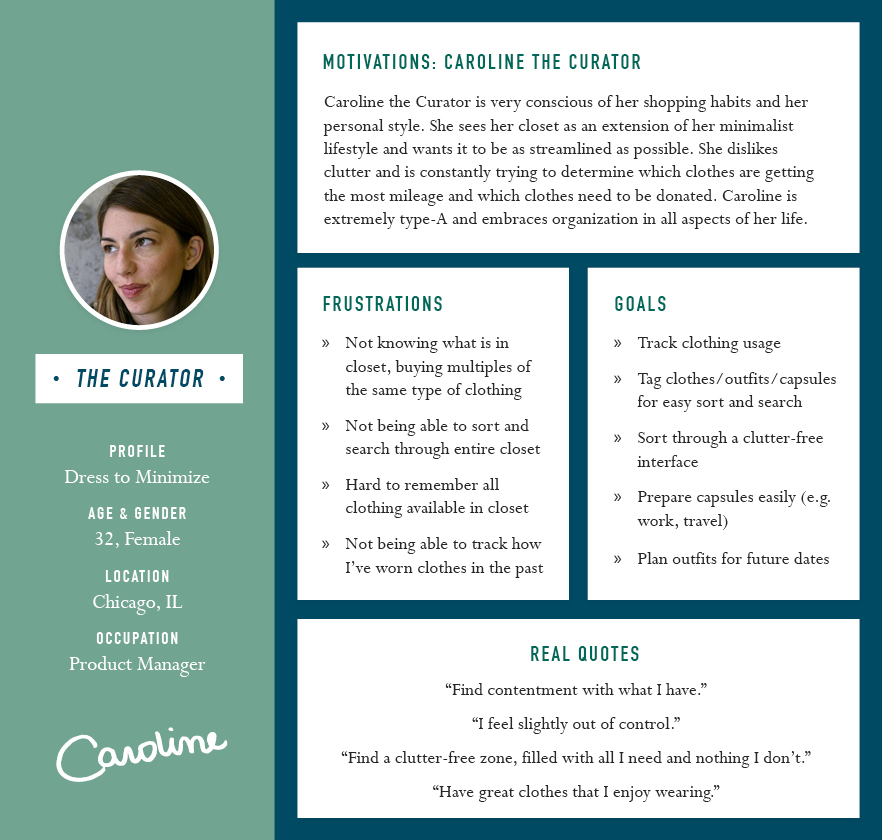 • THE CURATOR •
PROFILE
Dress to Minimize
AGE & GENDER
32, Female
LOCATION
Chicago, IL
OCCUPATION
Product Manager
Caroline
MOTIVATIONS: CAROLINE THE CURATOR
Caroline the Curator is very conscious of her shopping habits and her
personal style. She sees her closet as an extension of her minimalist
lifestyle and wants it to be as streamlined as possible. She dislikes
clutter and is constantly trying to determine which clothes are getting
the most mileage and which clothes need to be donated. Caroline is
extremely type-A and embraces organization in all aspects of her life.
FRUSTRATIONS
» Not knowing what is in
closet, buying multiples of
the same type of clothing
» Not being able to sort and
search through entire closet
» Hard to remember all
clothing available in closet
» Not being able to track how
I’ve worn clothes in the past
GOALS
» Track clothing usage
» Tag clothes/outfits/capsules
for easy sort and search
» Sort through a clutter-free
interface
» Prepare capsules easily (e.g.
work, travel)
» Plan outfits for future dates
REAL QUOTES
“Find contentment with what I have.”
“I feel slightly out of control.”
“Find a clutter-free zone, filled with all I need and nothing I don’t.”
“Have great clothes that I enjoy wearing.”